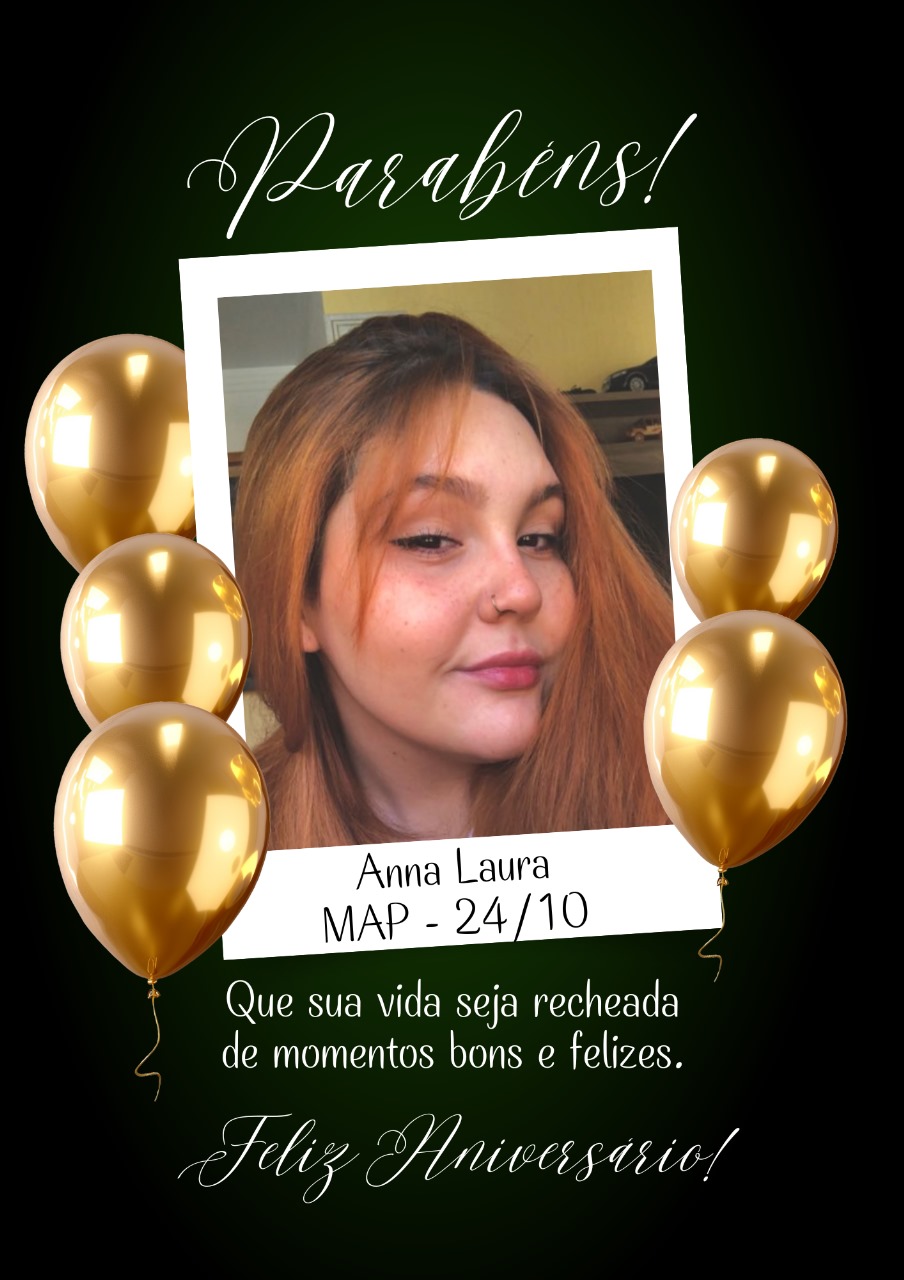 Parabéns!
Anna Laura
MAP - 24/10
Que sua vida seja recheada
de momentos bons e felizes.
Feliz Aniversário!